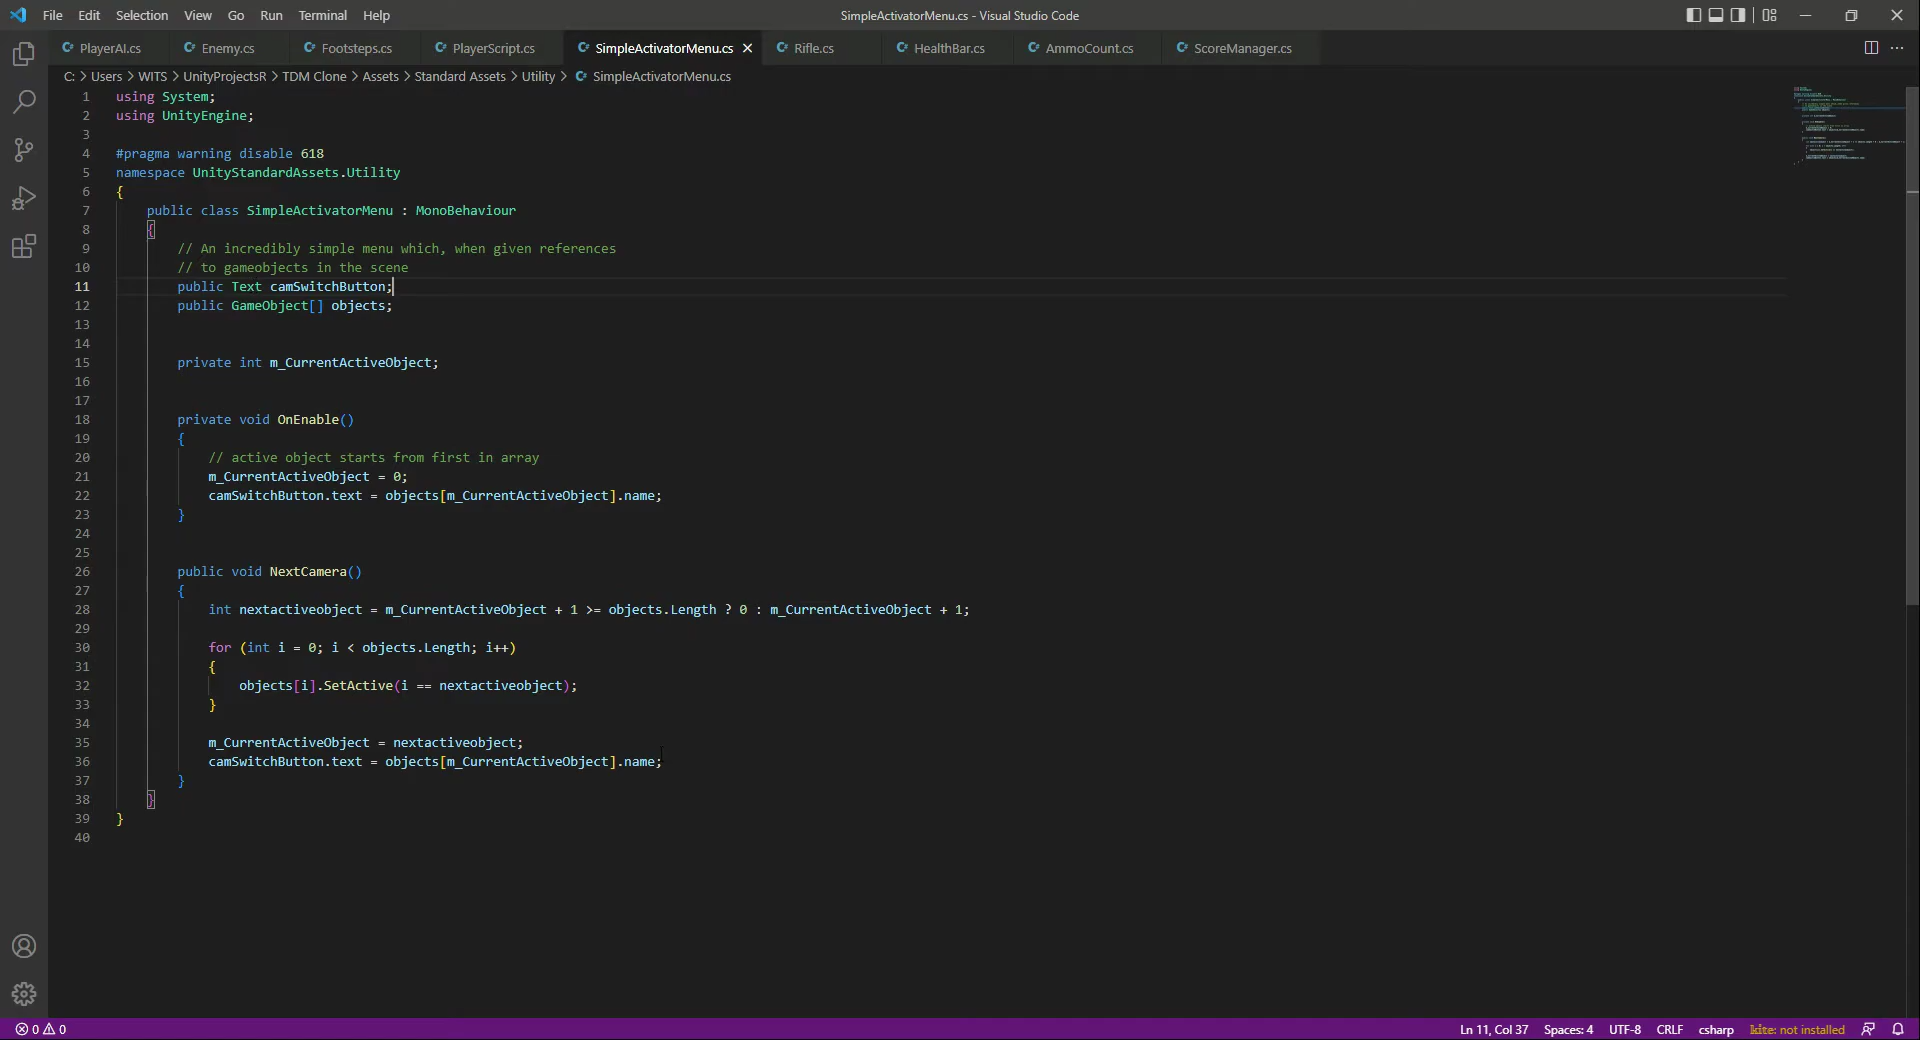 File Edit Selection View Go Run Terminal Help SimpleActivatorMenu.cs - Visual Studio Code
PlayerAI.cs Enemy.cs Footsteps.cs PlayerScript.cs SimpleActivatorMenu.cs Rifle.cs HealthBar.cs AmmoCount.cs ScoreManager.cs
C: > Users > WITS > UnityProjectsR > TDM Clone > Assets > Standard Assets > Utility > SimpleActivatorMenu.cs
1 using System;
2 using UnityEngine;
3
4 #pragma warning disable 618
5 namespace UnityStandardAssets.Utility
6 {
7 public class SimpleActivatorMenu : MonoBehaviour
8 {
9 // An incredibly simple menu which, when given references
10 // to gameobjects in the scene
11 public Text camSwitchButton;
12 public GameObject[] objects;
13
14
15 private int m_CurrentActiveObject;
16
17
18 private void OnEnable()
19 {
20 // active object starts from first in array
21 m_CurrentActiveObject = 0;
22 camSwitchButton.text = objects[m_CurrentActiveObject].name;
23 }
24
25
26 public void NextCamera()
27 {
28 int nextactiveobject = m_CurrentActiveObject + 1 >= objects.Length ? 0 : m_CurrentActiveObject + 1;
29
30 for (int i = 0; i < objects.Length; i++)
31 {
32 objects[i].SetActive(i == nextactiveobject);
33 }
34
35 m_CurrentActiveObject = nextactiveobject;
36 camSwitchButton.text = objects[m_CurrentActiveObject].name;
37 }
38 }
39 }
40
0 0 Ln 11, Col 37 Spaces: 4 UTF-8 CRLF csharp kite: not installed